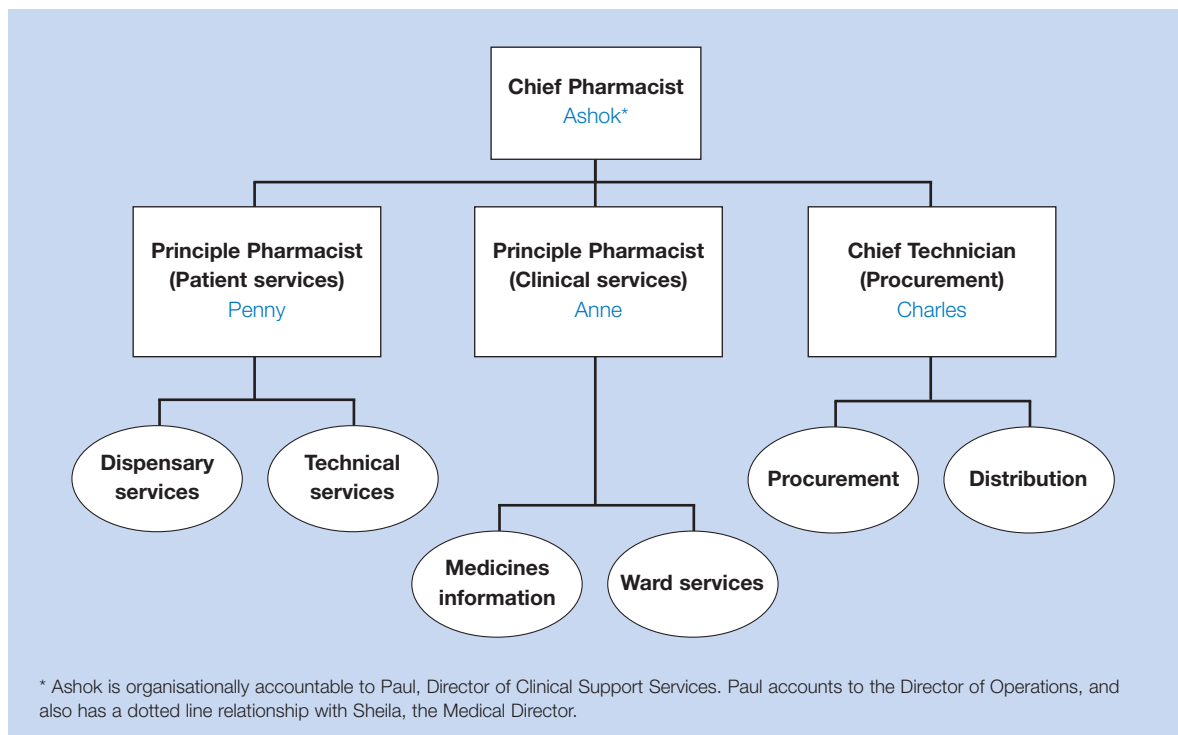 Chief Pharmacist
Ashok*
Principle Pharmacist
(Patient services)
Penny
Principle Pharmacist
(Clinical services)
Anne
Chief Technician
(Procurement)
Charles
Dispensary
services
Technical
services
Procurement
Distribution
Medicines
information
Ward services
* Ashok is organisationally accountable to Paul, Director of Clinical Support Services. Paul accounts to the Director of Operations, and
also has a dotted line relationship with Sheila, the Medical Director.